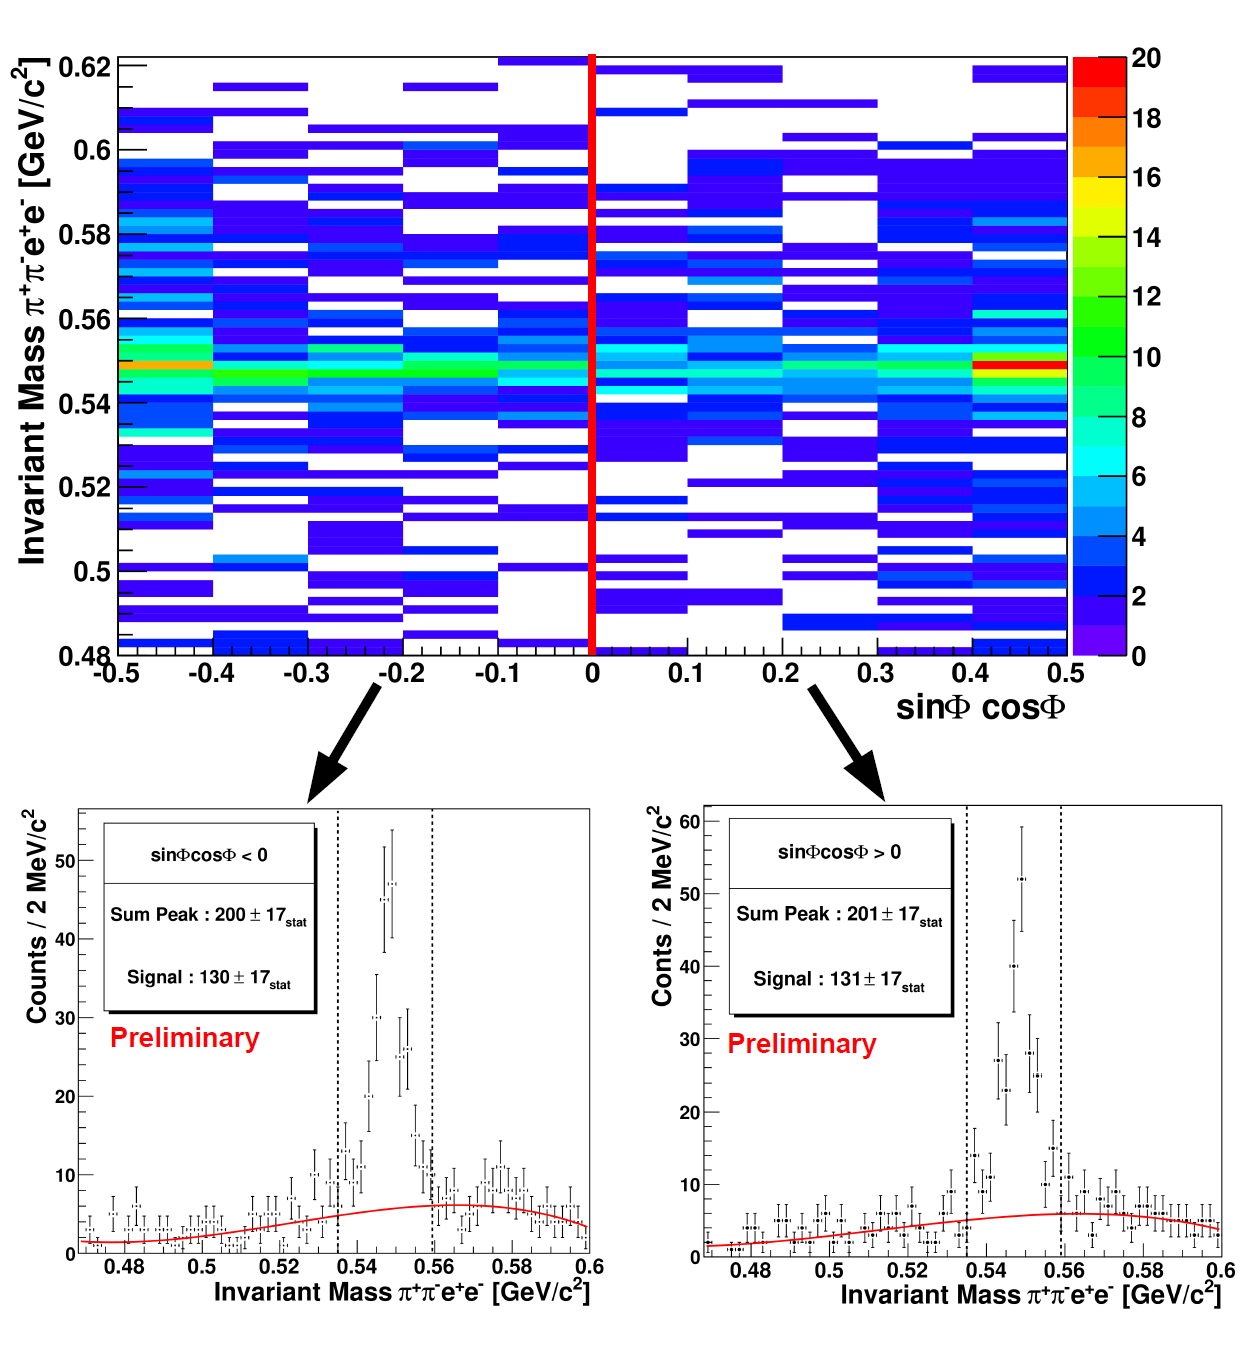 Invariant Mass π⁺π⁻e⁺e⁻ [GeV/c²]
0.62
0.6
0.58
0.56
0.54
0.52
0.5
0.48
-0.5 -0.4 -0.3 -0.2 -0.1 0 0.1 0.2 0.3 0.4 0.5
sinΦ cosΦ
20
18
16
14
12
10
8
6
4
2
0
Counts / 2 MeV/c²
50
40
30
20
10
0
sinΦcosΦ < 0
Sum Peak : 200 ± 17stat
Signal : 130 ± 17stat
Preliminary
0.48 0.5 0.52 0.54 0.56 0.58 0.6
Invariant Mass π⁺π⁻e⁺e⁻ [GeV/c²]
Conts / 2 MeV/c²
60
50
40
30
20
10
0
sinΦcosΦ > 0
Sum Peak : 201 ± 17stat
Signal : 131 ± 17stat
Preliminary
0.48 0.5 0.52 0.54 0.56 0.58 0.6
Invariant Mass π⁺π⁻e⁺e⁻ [GeV/c²]